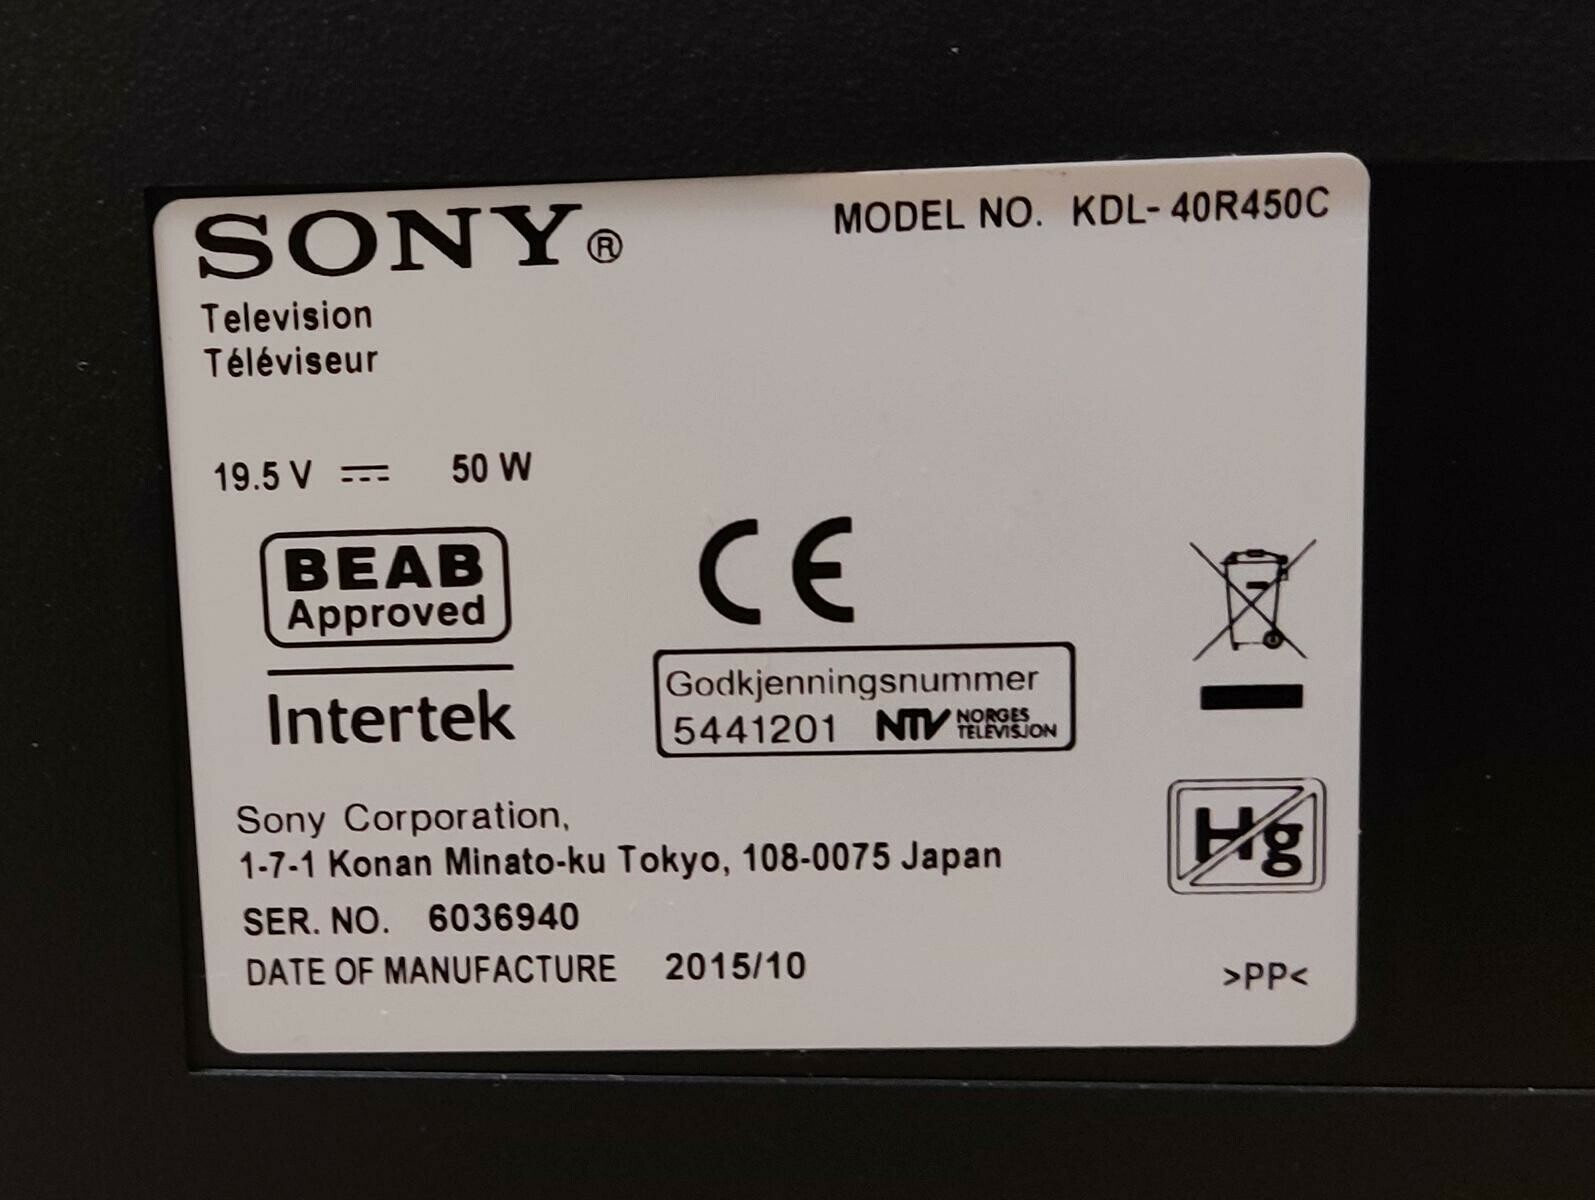 SONY®
MODEL NO. KDL- 40R450C
Television
Téléviseur
19.5 V 50 W
BEAB
Approved
Intertek
CE
Godkjenningsnummer
5441201 NTV NORGES
TELEVISJON
Hg
Sony Corporation,
1-7-1 Konan Minato-ku Tokyo, 108-0075 Japan
SER. NO. 6036940
DATE OF MANUFACTURE 2015/10
>PP<